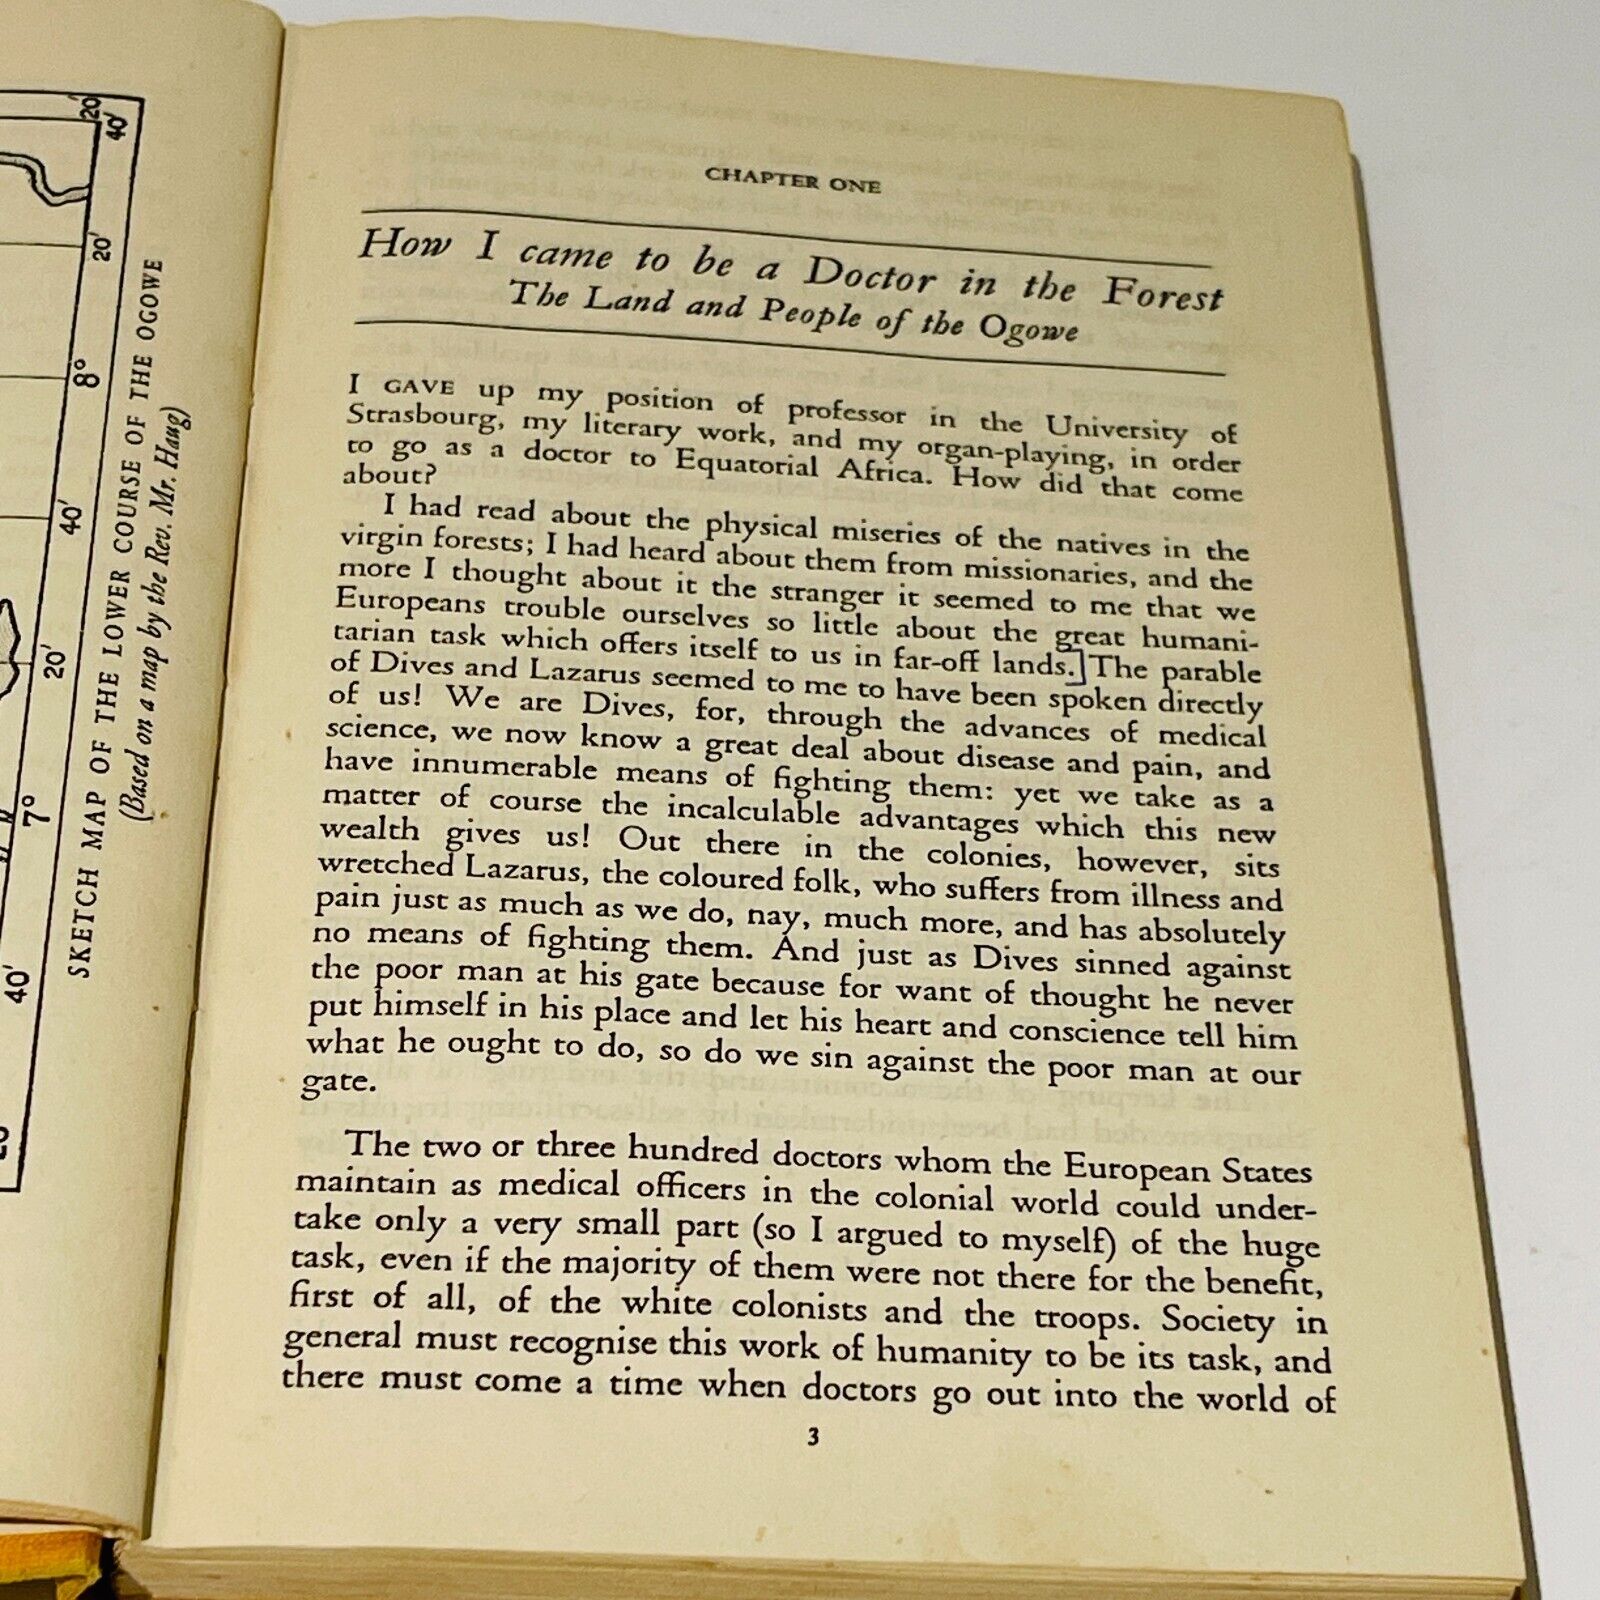 20'
40'
20'
8°
40'
20'
7°
40'
SKETCH MAP OF THE LOWER COURSE OF THE OGOWE
(Based on a map by the Rev. Mr. Haug)
CHAPTER ONE
How I came to be a Doctor in the Forest
The Land and People of the Ogowe
I GAVE up my position of professor in the University of
Strasbourg, my literary work, and my organ-playing, in order
to go as a doctor to Equatorial Africa. How did that come
about?
I had read about the physical miseries of the natives in the
virgin forests; I had heard about them from missionaries, and the
more I thought about it the stranger it seemed to me that we
Europeans trouble ourselves so little about the great humani-
tarian task which offers itself to us in far-off lands.] The parable
of Dives and Lazarus seemed to me to have been spoken directly
of us! We are Dives, for, through the advances of medical
science, we now know a great deal about disease and pain, and
have innumerable means of fighting them: yet we take as a
matter of course the incalculable advantages which this new
wealth gives us! Out there in the colonies, however, sits
wretched Lazarus, the coloured folk, who suffers from illness and
pain just as much as we do, nay, much more, and has absolutely
no means of fighting them. And just as Dives sinned against
the poor man at his gate because for want of thought he never
put himself in his place and let his heart and conscience tell him
what he ought to do, so do we sin against the poor man at our
gate.
The two or three hundred doctors whom the European States
maintain as medical officers in the colonial world could under-
take only a very small part (so I argued to myself) of the huge
task, even if the majority of them were not there for the benefit,
first of all, of the white colonists and the troops. Society in
general must recognise this work of humanity to be its task, and
there must come a time when doctors go out into the world of
3